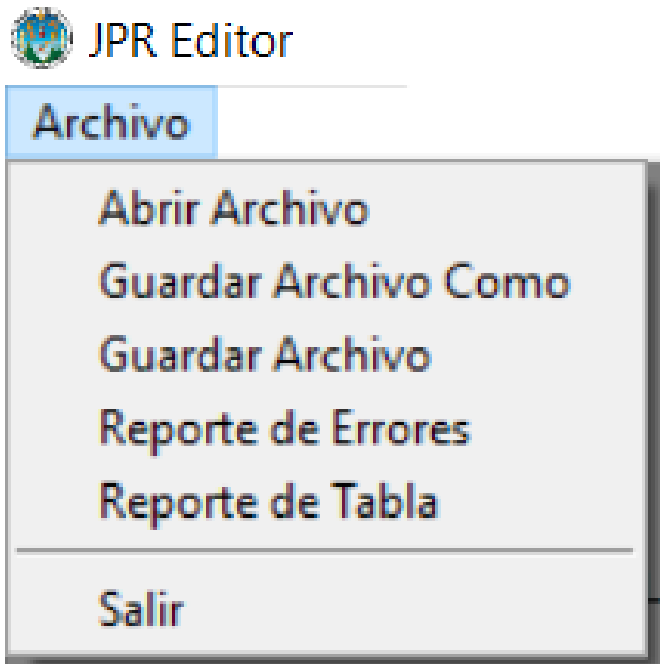 JPR Editor
Archivo
Abrir Archivo
Guardar Archivo Como
Guardar Archivo
Reporte de Errores
Reporte de Tabla
Salir